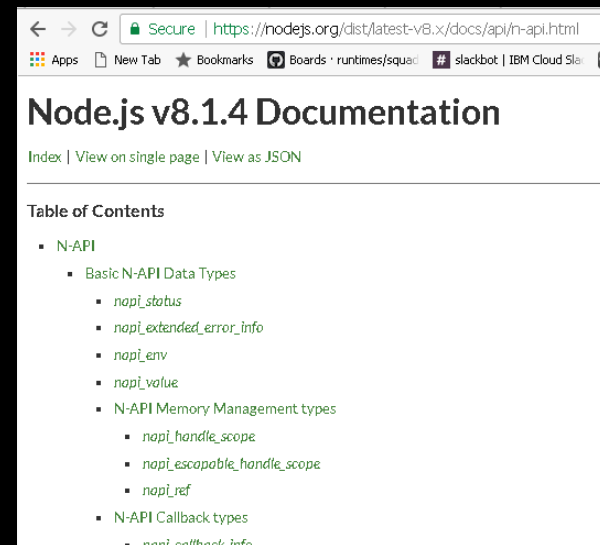 Secure | https://nodejs.org/dist/latest-v8.x/docs/api/n-api.html
Apps New Tab Bookmarks Boards · runtimes/squad # slackbot | IBM Cloud Sla
Node.js v8.1.4 Documentation
Index | View on single page | View as JSON
Table of Contents
N-API
Basic N-API Data Types
napi_status
napi_extended_error_info
napi_env
napi_value
N-API Memory Management types
napi_handle_scope
napi_escapable_handle_scope
napi_ref
N-API Callback types
napi_callback_info